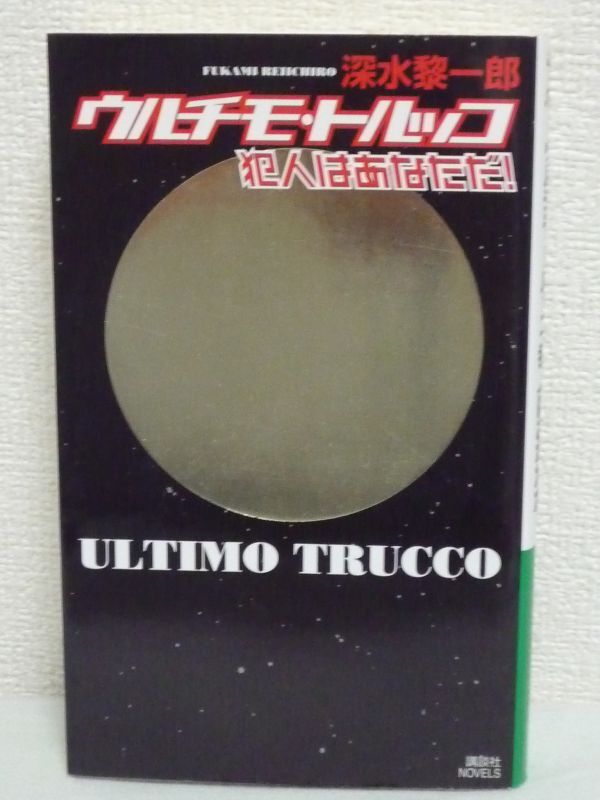 FUKAMI REIICHIRO 深水黎一郎
ウルチモ・トルッコ
犯人はあなただ!
ULTIMO TRUCCO
講談社
NOVELS